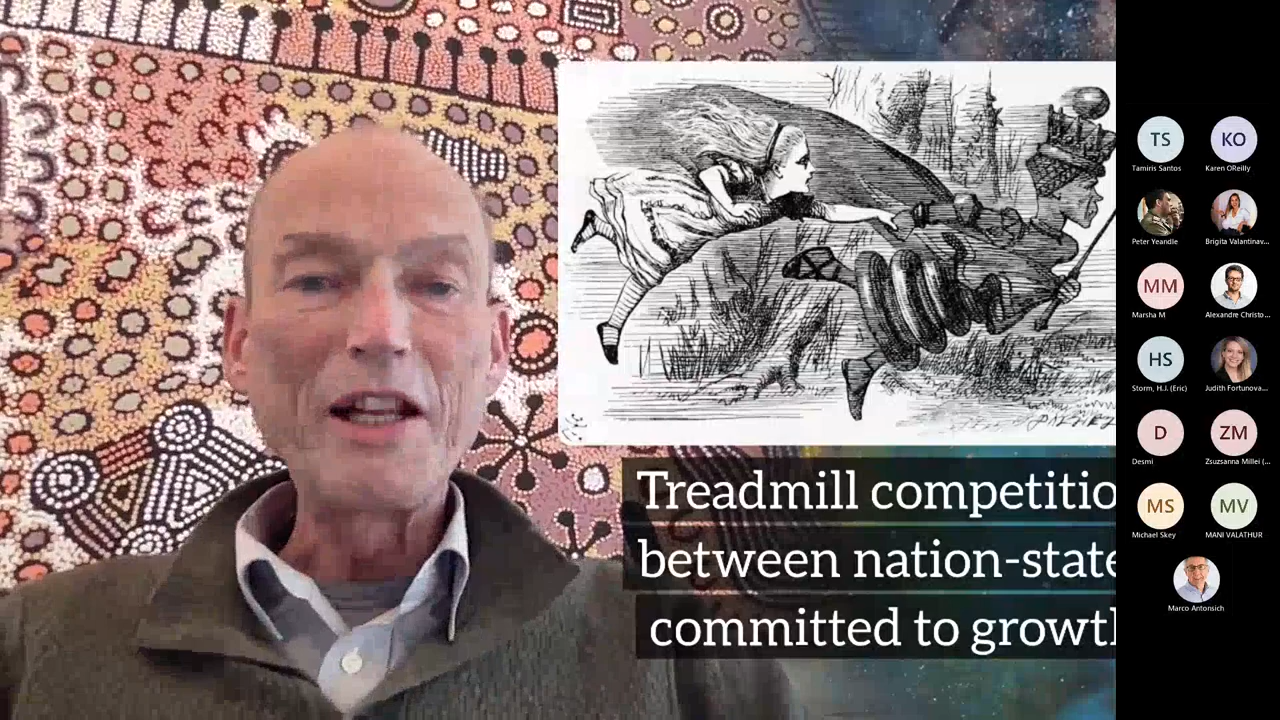 Treadmill competitio
between nation-state
committed to growth
TS
KO
Tamiris Santos
Karen OReilly
Peter Yeandle
Brigita Valantinav...
MM
Marsha M
Alexandre Christo...
HS
Storm, H.J. (Eric)
Judith Fortunova...
D
ZM
Desmi
Zsuzsanna Millei (...
MS
MV
Michael Skey
MANI VALATHUR
Marco Antonsich